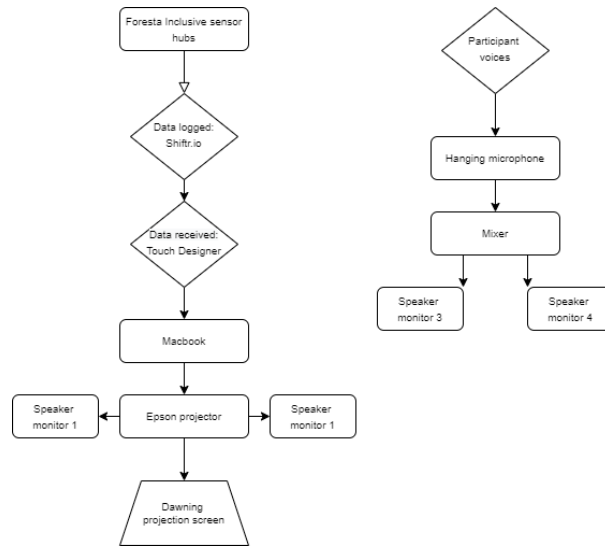 Foresta Inclusive sensor
hubs
Data logged:
Shiftr.io
Data received:
Touch Designer
Macbook
Speaker
monitor 1
Epson projector
Speaker
monitor 1
Dawning
projection screen
Participant
voices
Hanging microphone
Mixer
Speaker
monitor 3
Speaker
monitor 4